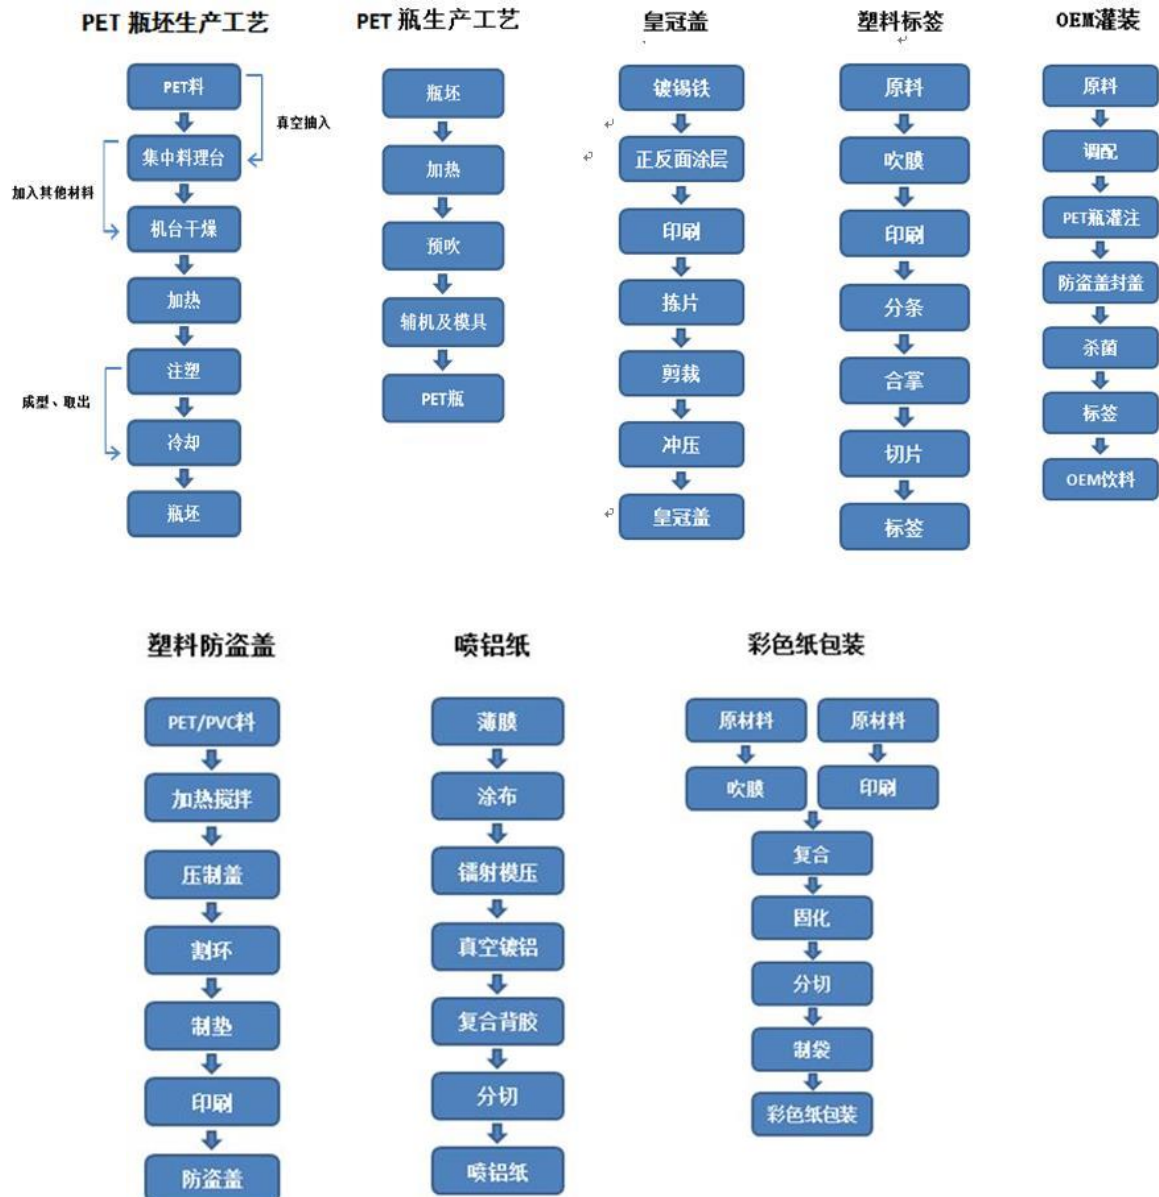 PET 瓶坯生产工艺
PET料
真空抽入
集中料理台
加入其他材料
机台干燥
加热
注塑
成型、取出
冷却
瓶坯
PET 瓶生产工艺
瓶坯
加热
预吹
辅机及模具
PET瓶
皇冠盖
镀锡铁
正反面涂层
印刷
拣片
剪裁
冲压
皇冠盖
塑料标签
原料
吹膜
印刷
分条
合掌
切片
标签
OEM灌装
原料
调配
PET瓶灌注
防盗盖封盖
杀菌
标签
OEM饮料
塑料防盗盖
PET/PVC料
加热搅拌
压制盖
割环
制垫
印刷
防盗盖
喷铝纸
薄膜
涂布
镭射模压
真空镀铝
复合背胶
分切
喷铝纸
彩色纸包装
原材料
原材料
吹膜
印刷
复合
固化
分切
制袋
彩色纸包装